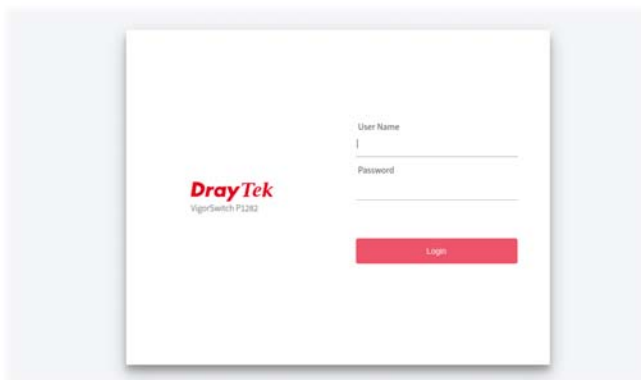 DrayTek
VigorSwitch P1282
User Name
Password
Login